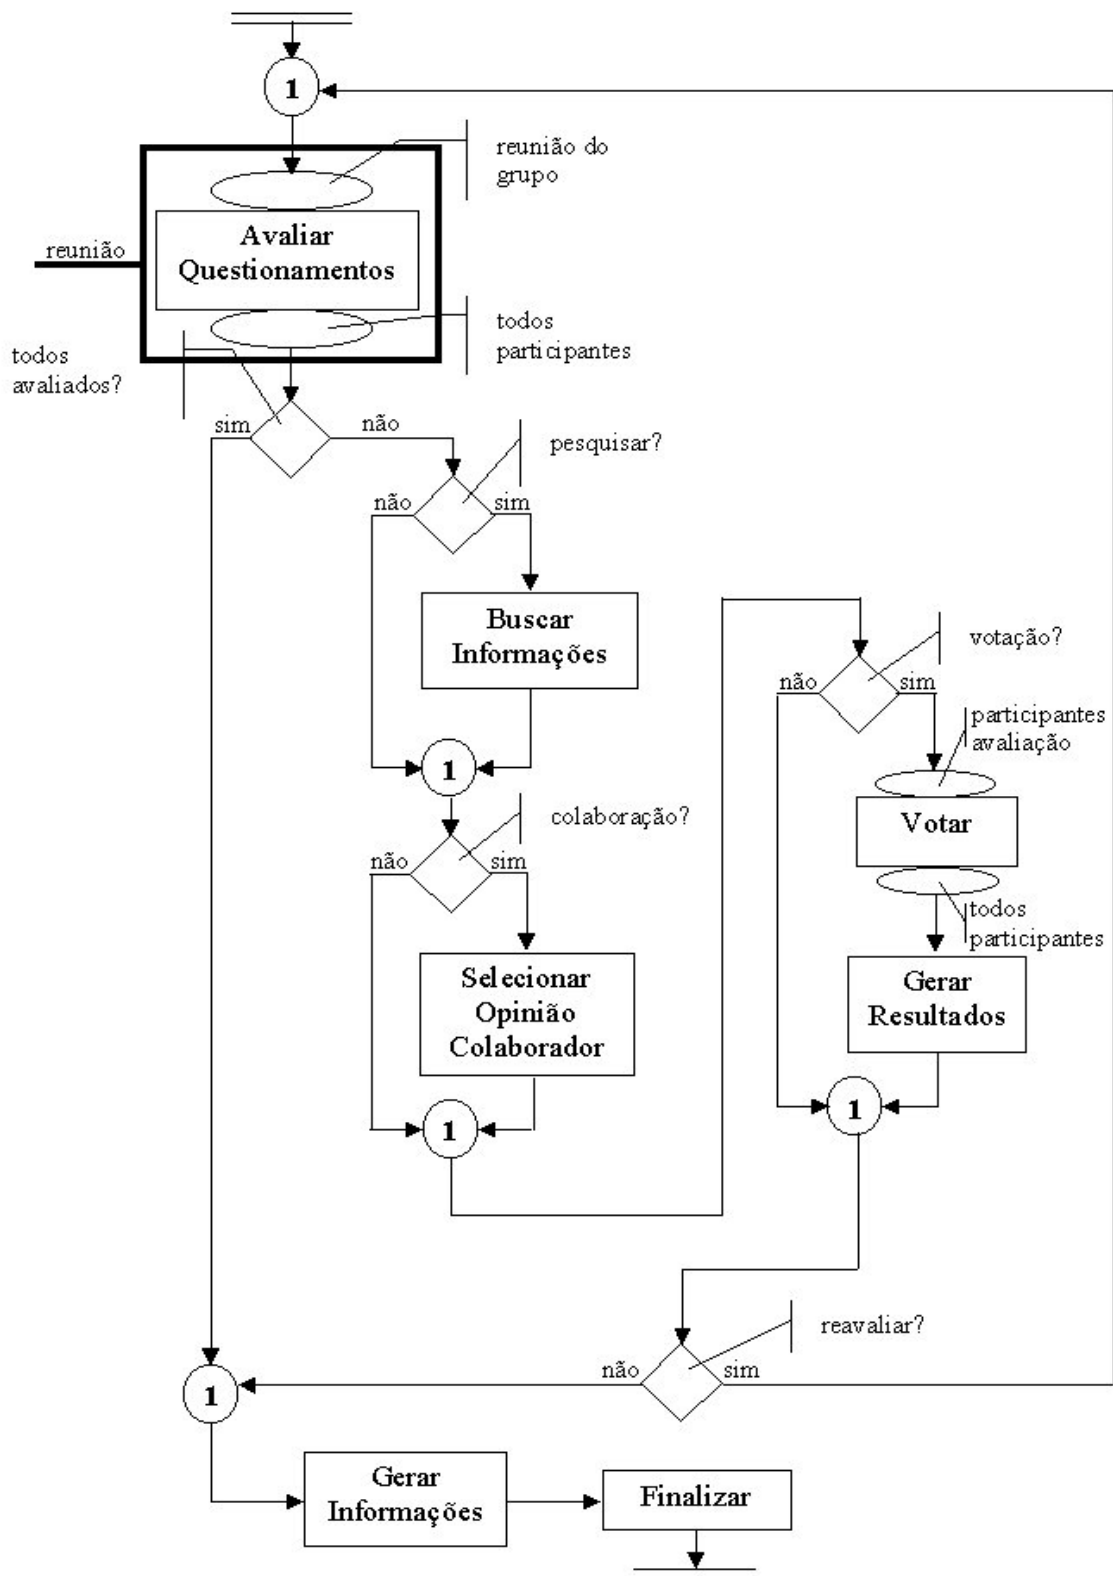 1
reunião do
grupo
reunião
Avaliar
Questionamentos
todos
participantes
todos
avaliados?
sim
não
pesquisar?
não
sim
Buscar
Informações
1
colaboração?
não
sim
Selecionar
Opinião
Colaborador
1
votação?
não
sim
participantes
avaliação
Votar
todos
participantes
Gerar
Resultados
1
reavaliar?
não
sim
1
Gerar
Informações
Finalizar